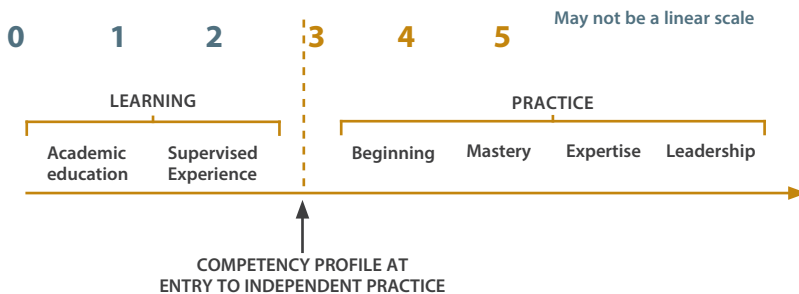 May not be a linear scale
0 1 2 3 4 5
LEARNING PRACTICE
Academic education
Supervised Experience
Beginning Mastery Expertise Leadership
COMPETENCY PROFILE AT
ENTRY TO INDEPENDENT PRACTICE